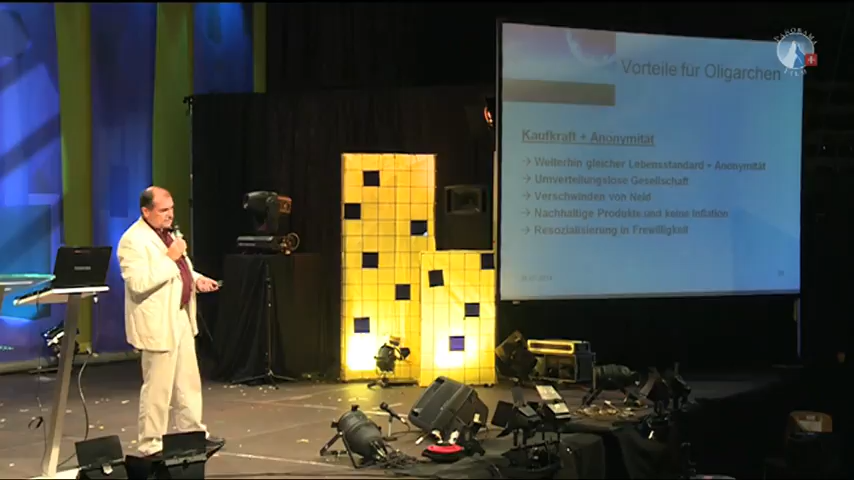 PANORAMA
FILM
Vorteile für Oligarchen
Kaufkraft + Anonymität
→ Weiterhin gleicher Lebensstandard + Anonymität
→ Umverteilungslose Gesellschaft
→ Verschwinden von Neid
→ Nachhaltige Produkte und keine Inflation
→ Resozialisierung in Freiwilligkeit
TOSHIBA